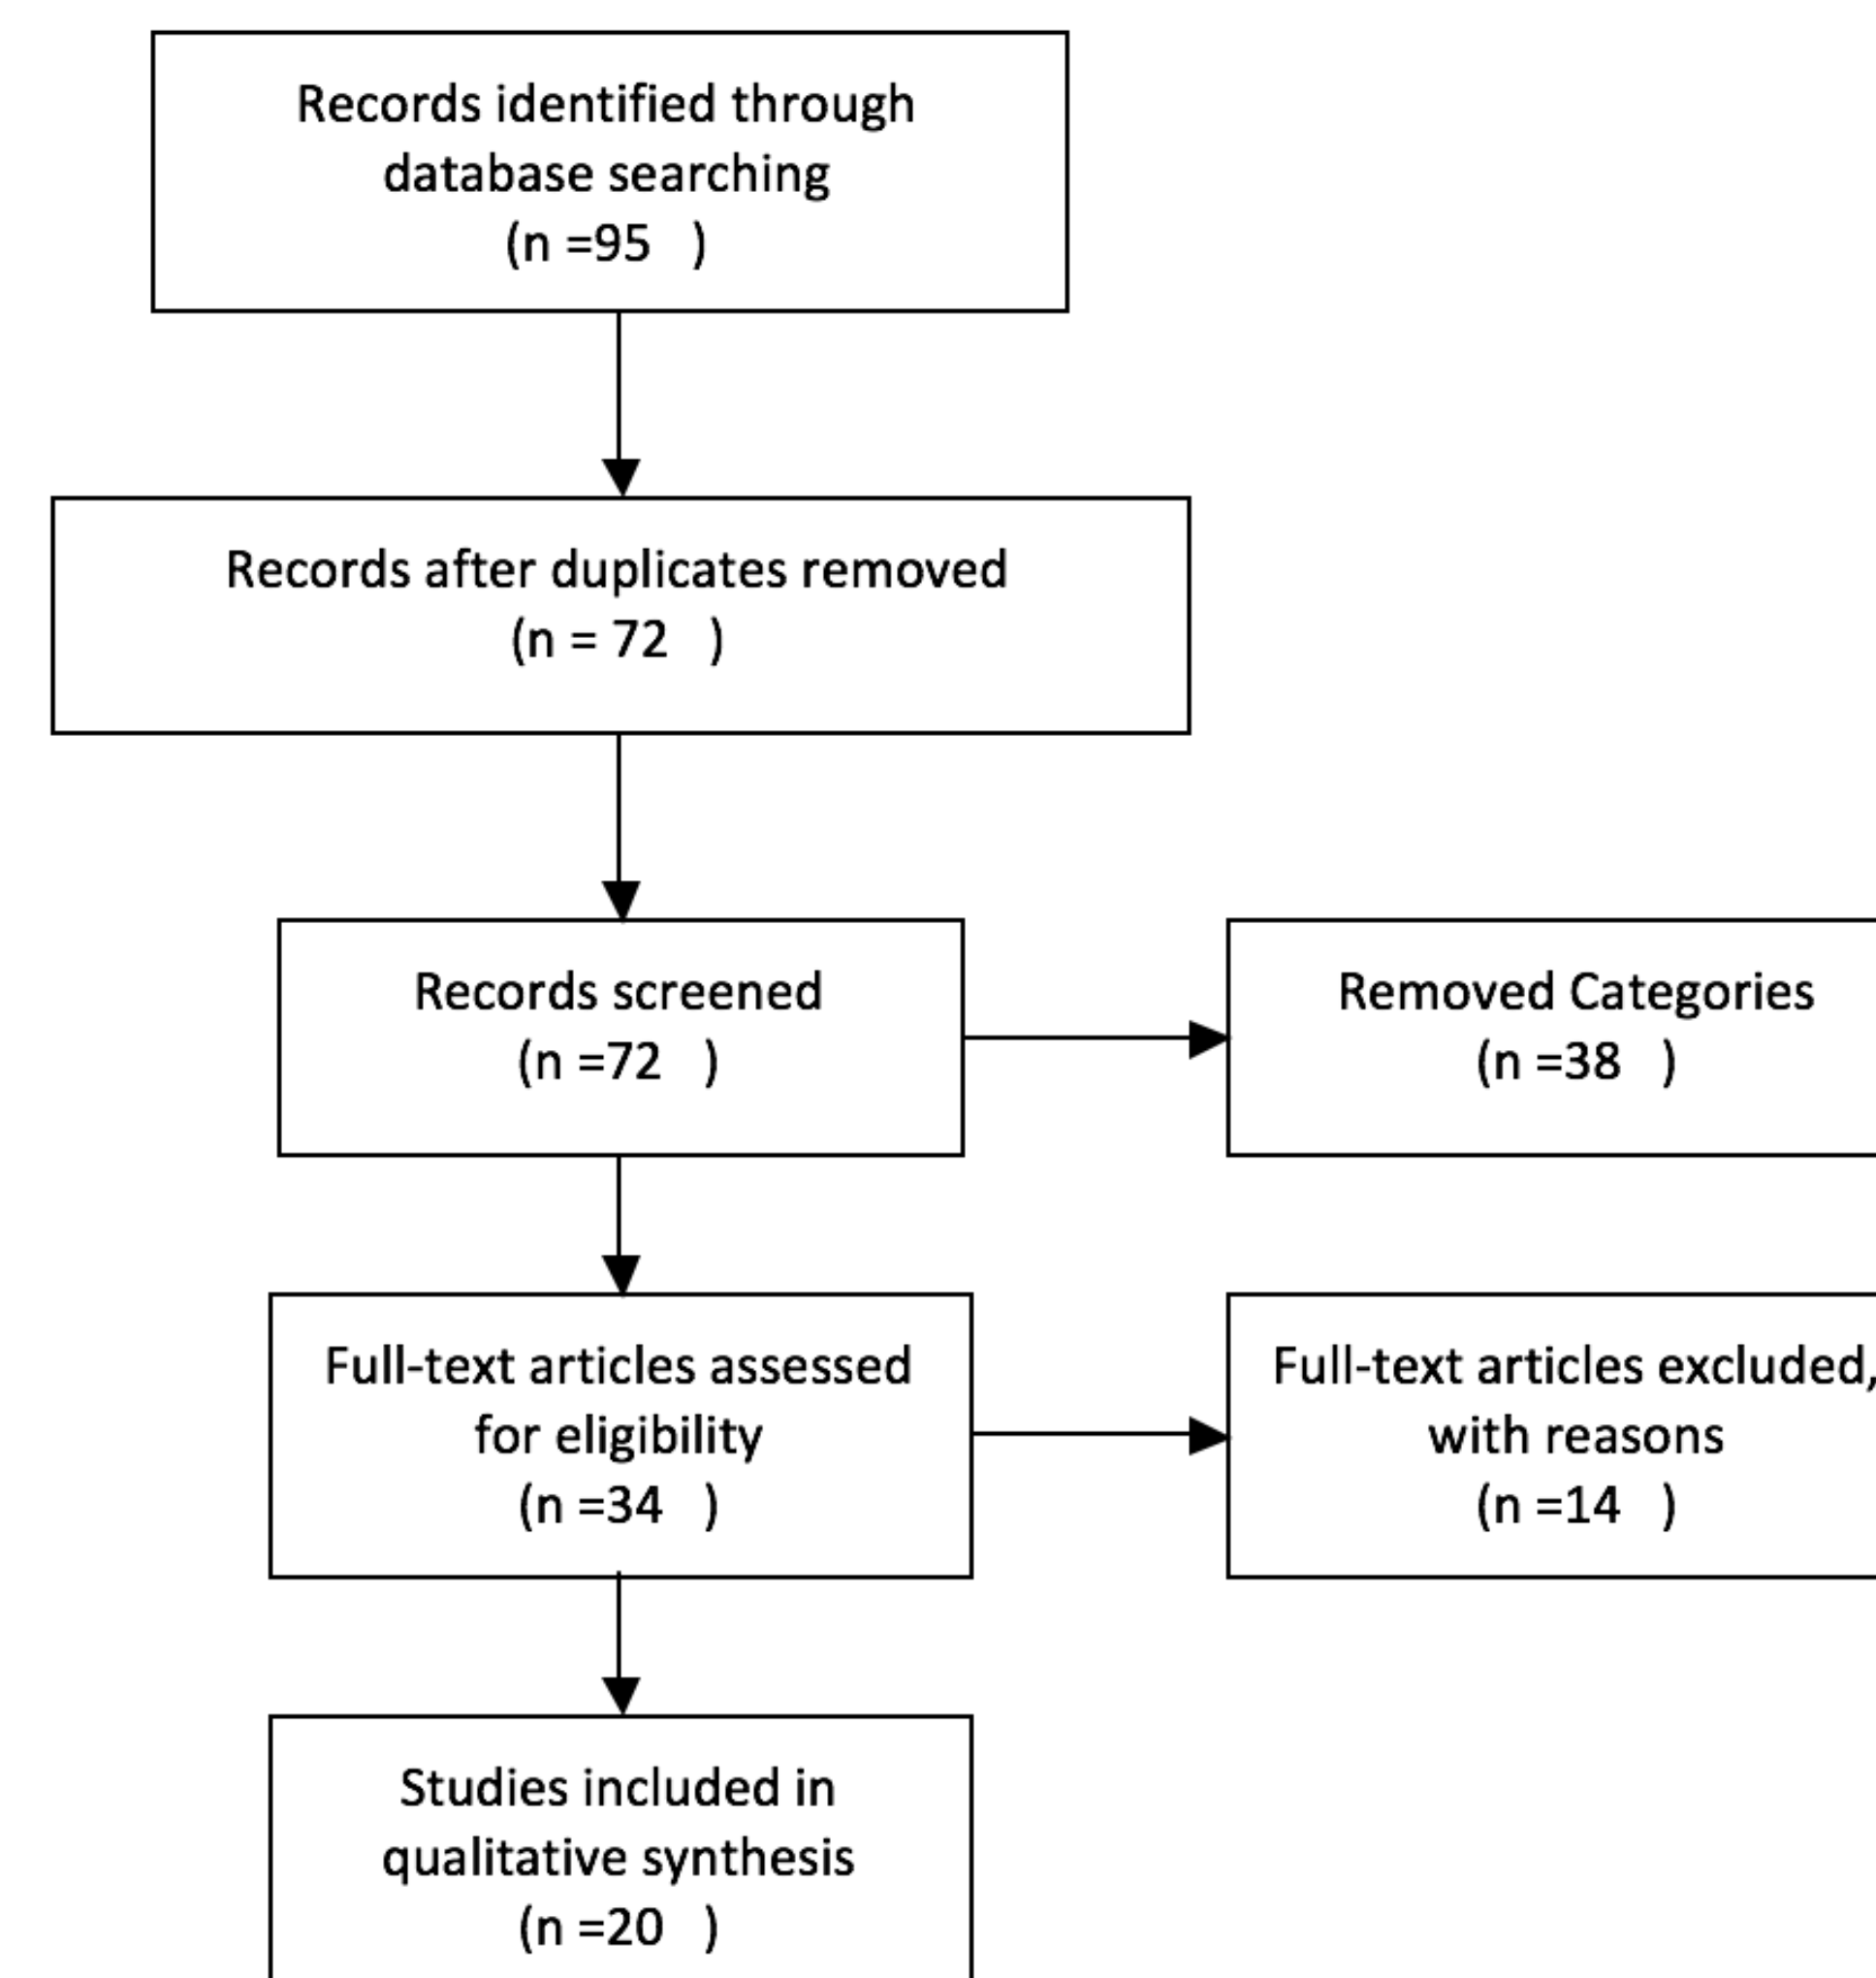 Records identified through
database searching
(n =95   )
Records after duplicates removed
(n = 72   )
Records screened
(n =72   )
Removed Categories
(n =38   )
Full-text articles assessed
for eligibility
(n =34   )
Full-text articles excluded,
with reasons
(n =14   )
Studies included in
qualitative synthesis
(n =20   )